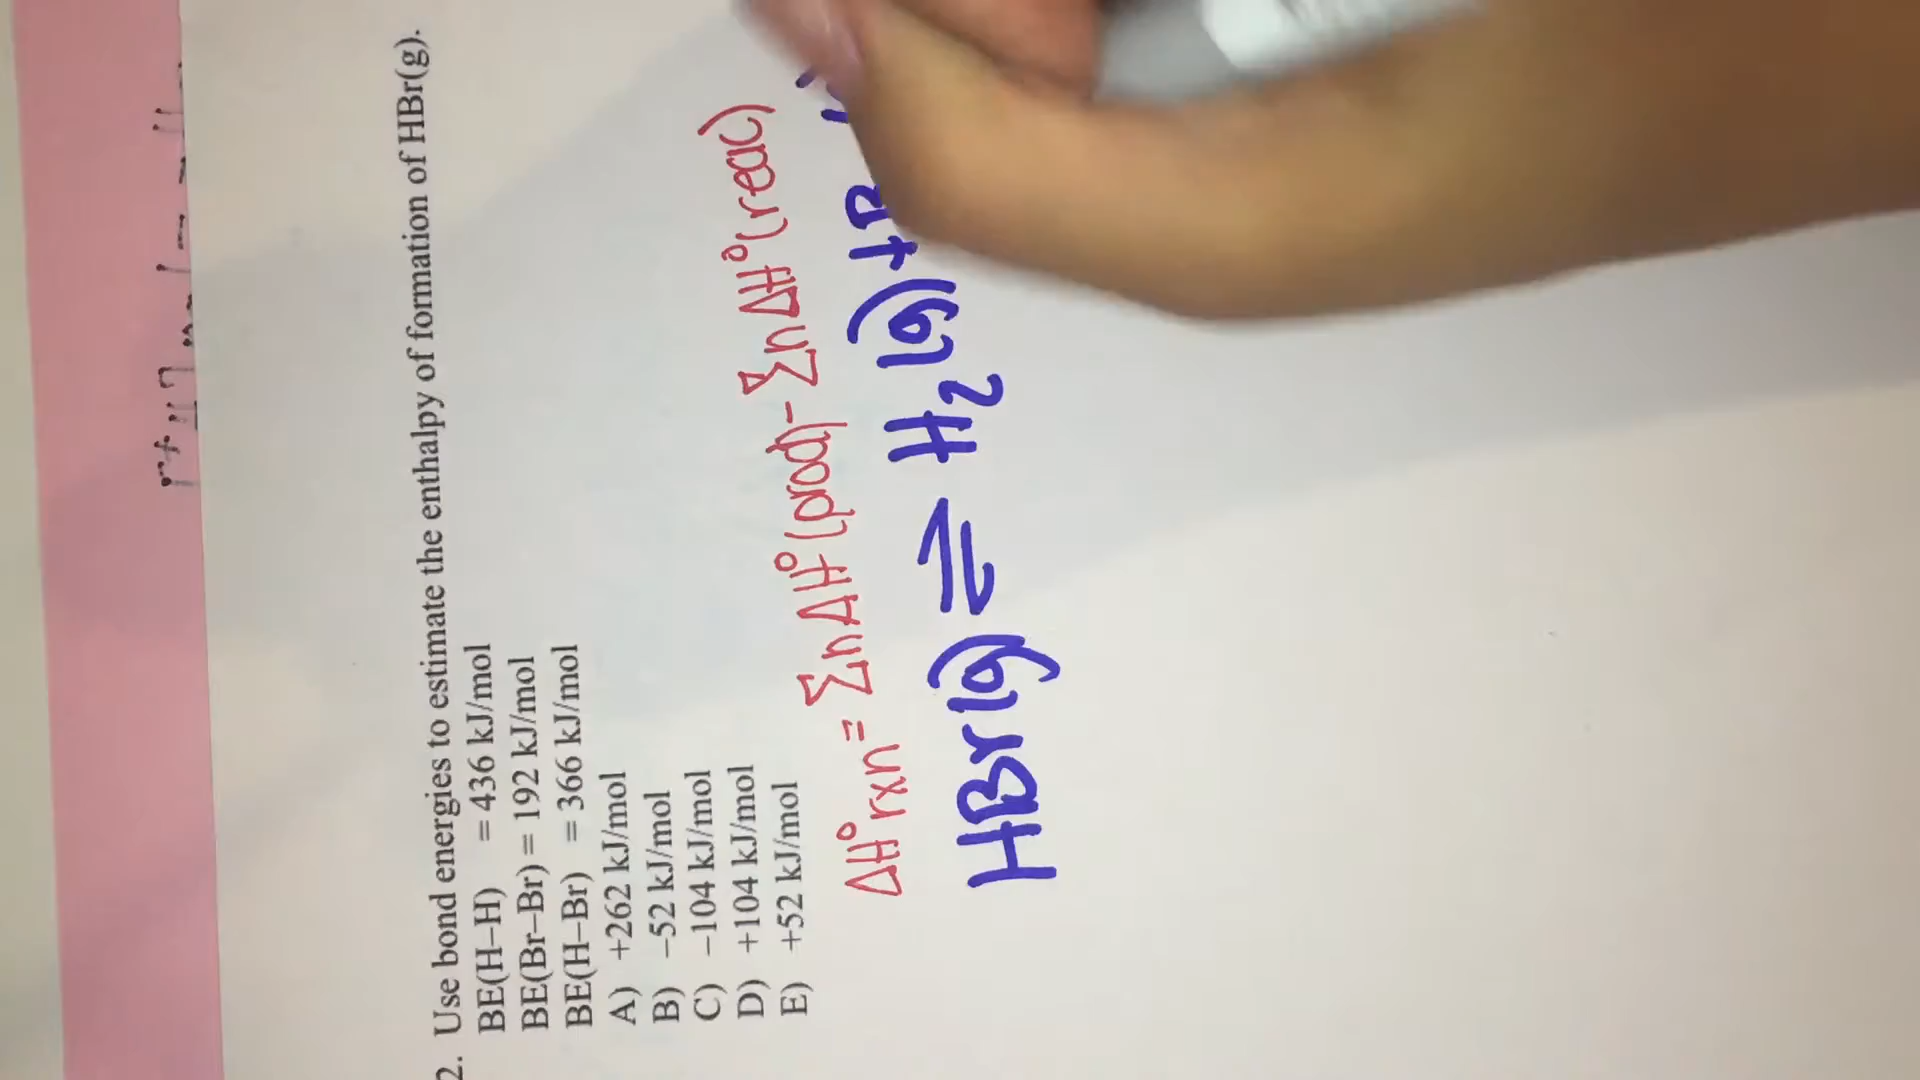 2. Use bond energies to estimate the enthalpy of formation of HBr(g).
BE(H–H) = 436 kJ/mol
BE(Br–Br) = 192 kJ/mol
BE(H–Br) = 366 kJ/mol
A) +262 kJ/mol
B) –52 kJ/mol
C) –104 kJ/mol
D) +104 kJ/mol
E) +52 kJ/mol
ΔH°rxn = ΣnΔH°(prod) - ΣnΔH°(reac)
HBr(g) ⇌ H₂(g) +